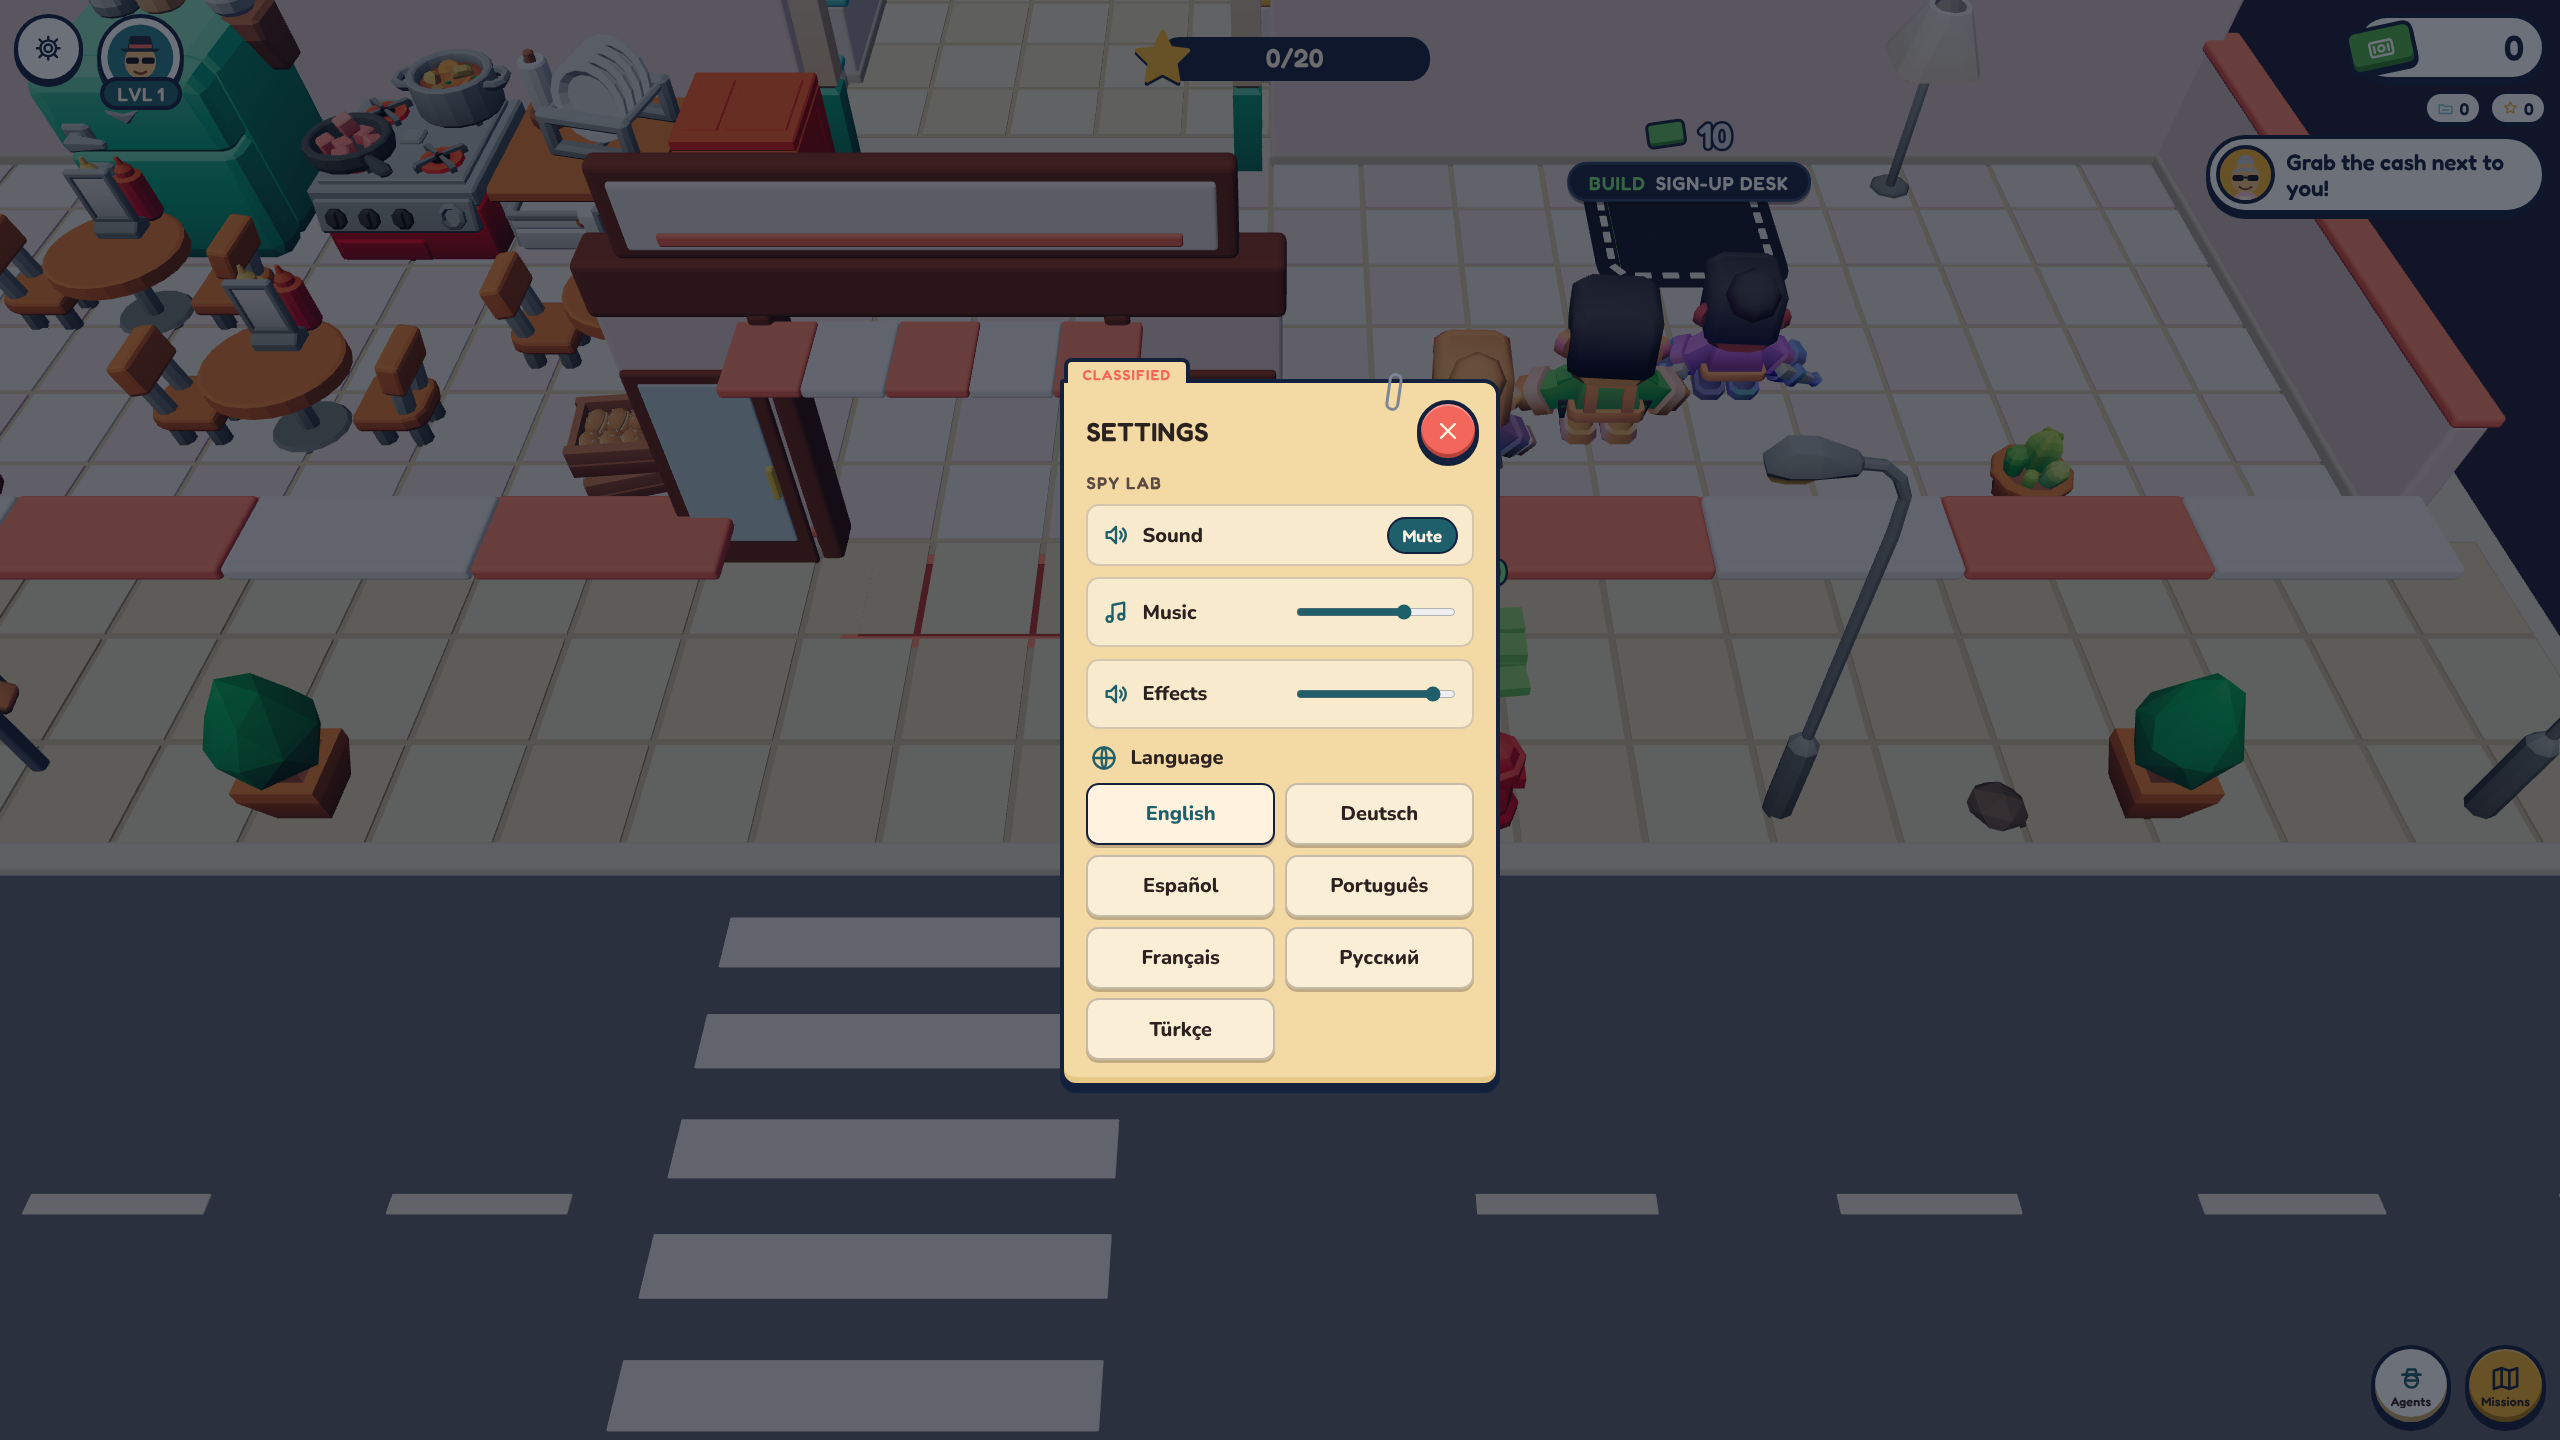 LVL 1
0/20
0
0
0
Grab the cash next to
you!
10
BUILD SIGN-UP DESK
CLASSIFIED
SETTINGS
SPY LAB
Sound
Mute
Music
Effects
Language
English
Deutsch
Español
Português
Français
Русский
Türkçe
Agents
Missions